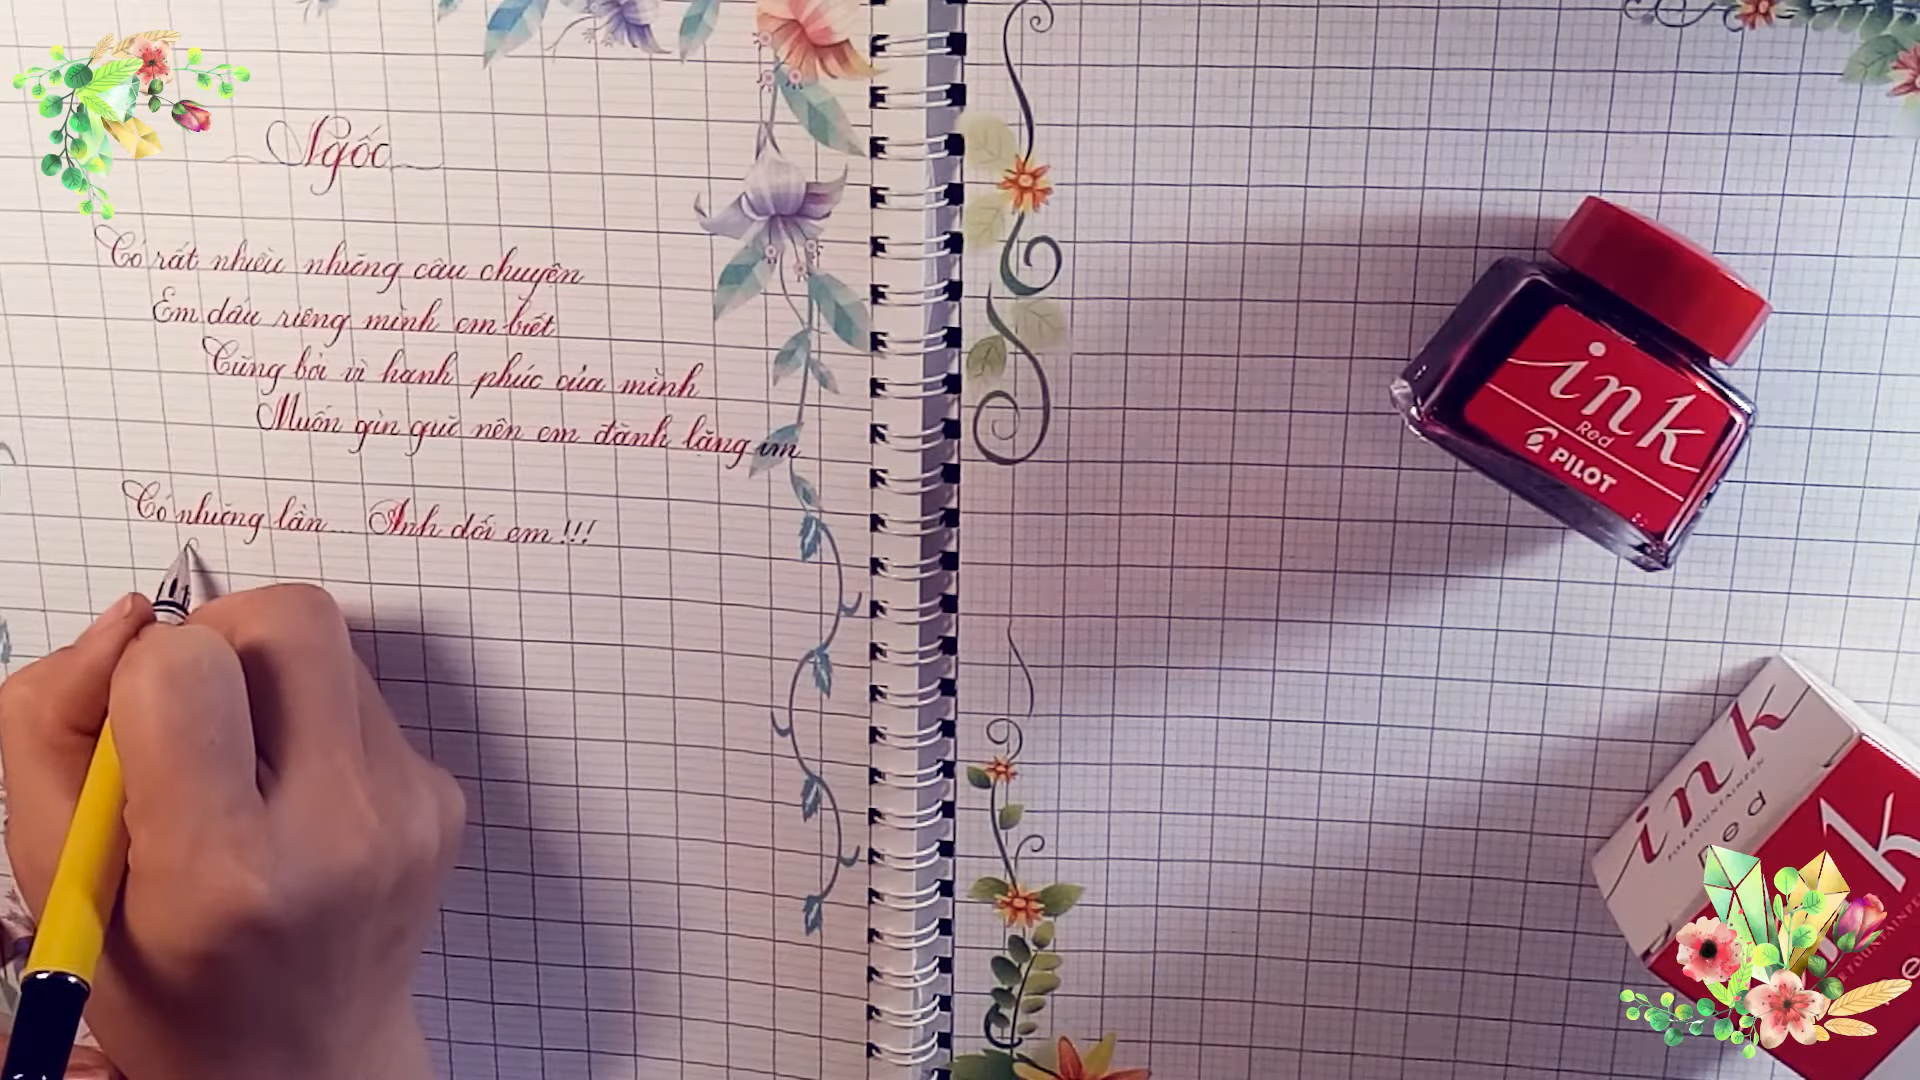 Ngốc
Có rất nhiều những câu chuyện
Em dấu riêng mình em biết
Cũng bởi vì hạnh phúc của mình
Muốn gìn giữ nên em đành lặng im
Có những lần... Anh dối em!!!
ink
Red
PILOT
ink
FOR FOUNTAINPEN
Red